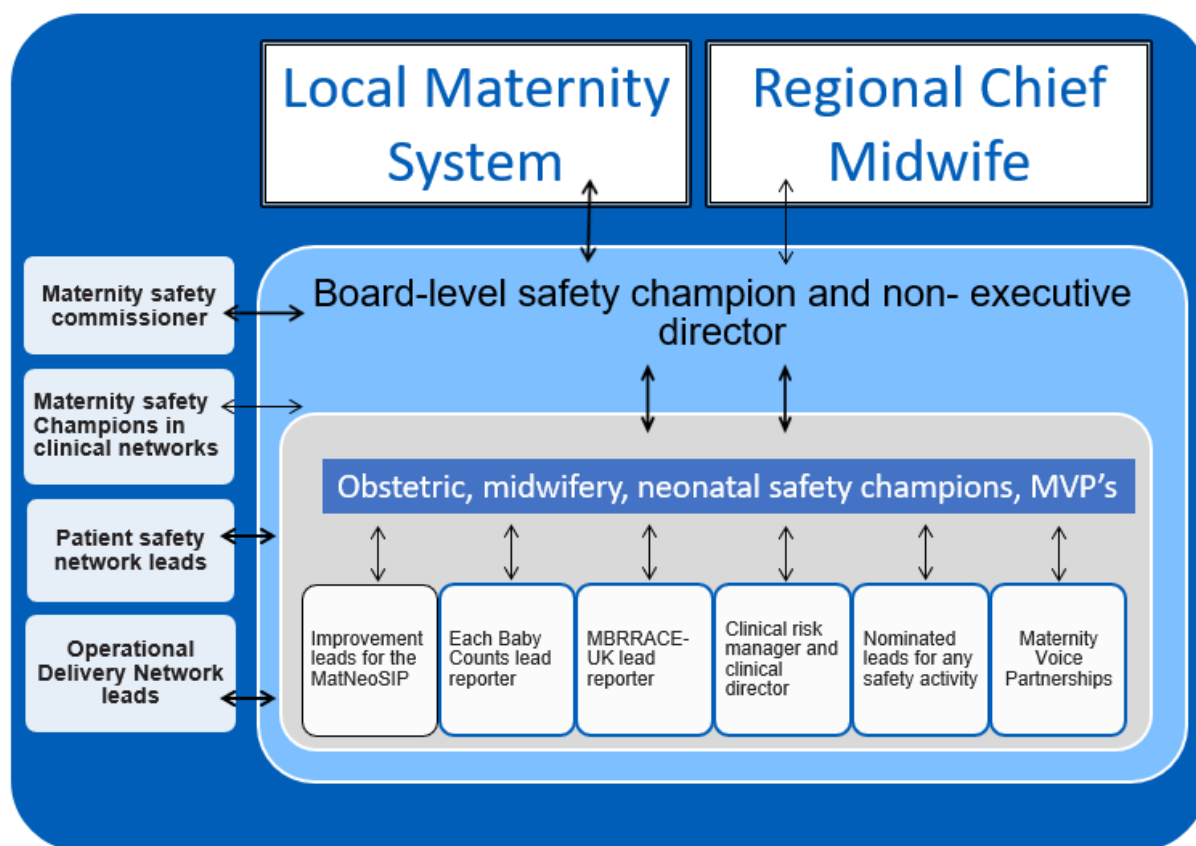 Local Maternity
System
Regional Chief
Midwife
Maternity safety
commissioner
Board-level safety champion and non- executive
director
Maternity safety
Champions in
clinical networks
Patient safety
network leads
Operational
Delivery Network
leads
Obstetric, midwifery, neonatal safety champions, MVP's
Improvement
leads for the
MatNeoSIP
Each Baby
Counts lead
reporter
MBRRACE-
UK lead
reporter
Clinical risk
manager and
clinical
director
Nominated
leads for any
safety activity
Maternity
Voice
Partnerships